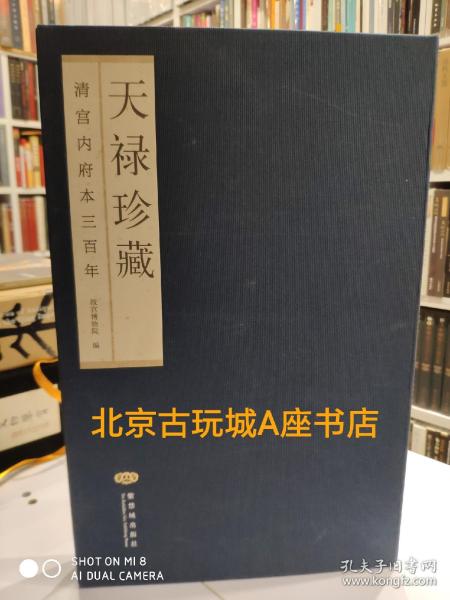 天禄珍藏
清宫内府本三百年
故宫博物院 编
北京古玩城A座书店
紫禁城出版社
SHOT ON MI 8
AI DUAL CAMERA
孔夫子旧书网
www.kongfz.com